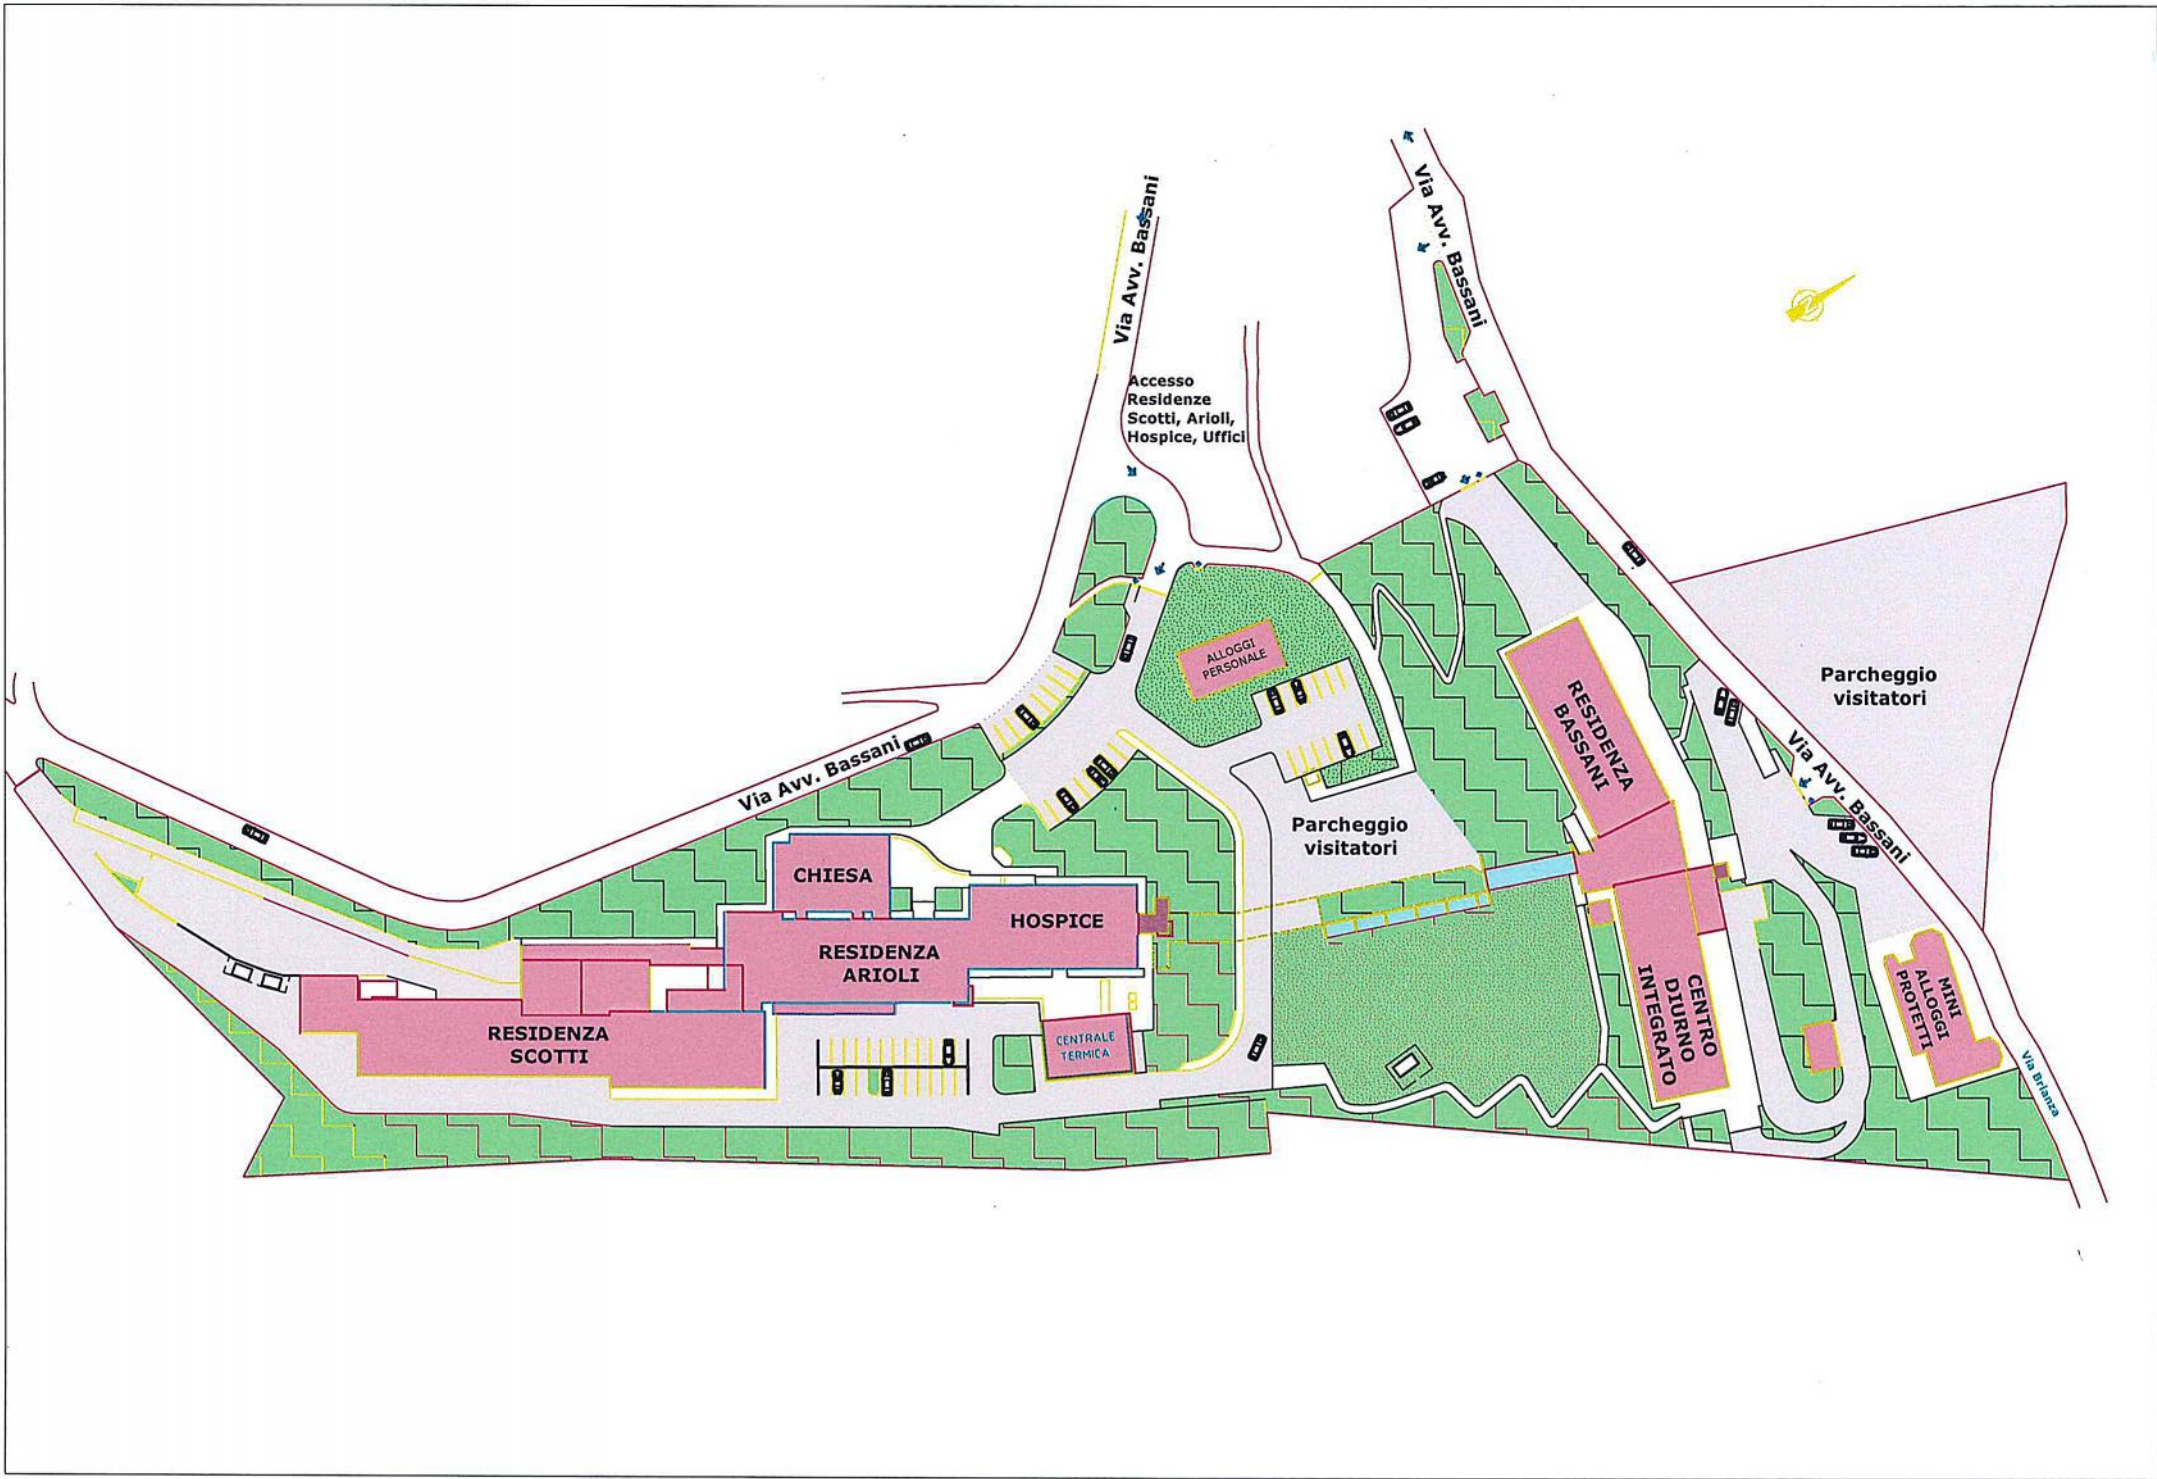 Via Avv. Bassani
Via Avv. Bassani
Accesso
Residenze
Scotti, Arioli,
Hospice, Uffici
ALLOGGI
PERSONALE
Parcheggio
visitatori
RESIDENZA
BASSANI
Via Avv. Bassani
Via Avv. Bassani
Parcheggio
visitatori
CHIESA
HOSPICE
RESIDENZA
ARIOLI
RESIDENZA
SCOTTI
CENTRALE
TERMICA
CENTRO
DIURNO
INTEGRATO
MINI
ALLOGGI
PROTETTI
Via Brianza